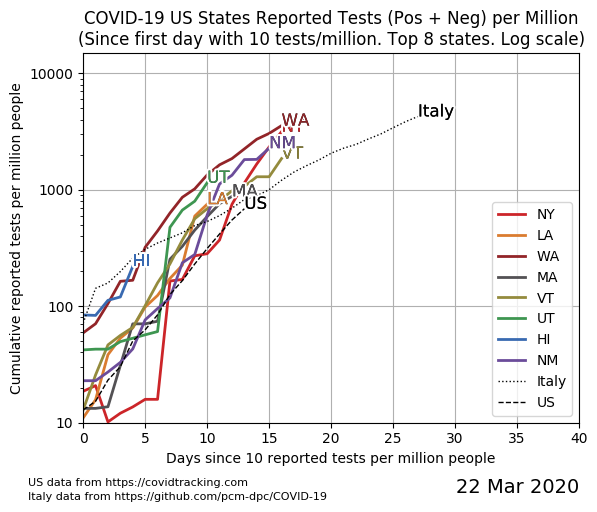 COVID-19 US States Reported Tests (Pos + Neg) per Million
(Since first day with 10 tests/million. Top 8 states. Log scale)
Cumulative reported tests per million people
10000
1000
100
10
WA
Italy
NM
VT
UT
LA
MA
US
HI
NY
LA
WA
MA
VT
UT
HI
NM
Italy
US
0 5 10 15 20 25 30 35 40
Days since 10 reported tests per million people
US data from https://covidtracking.com
Italy data from https://github.com/pcm-dpc/COVID-19
22 Mar 2020